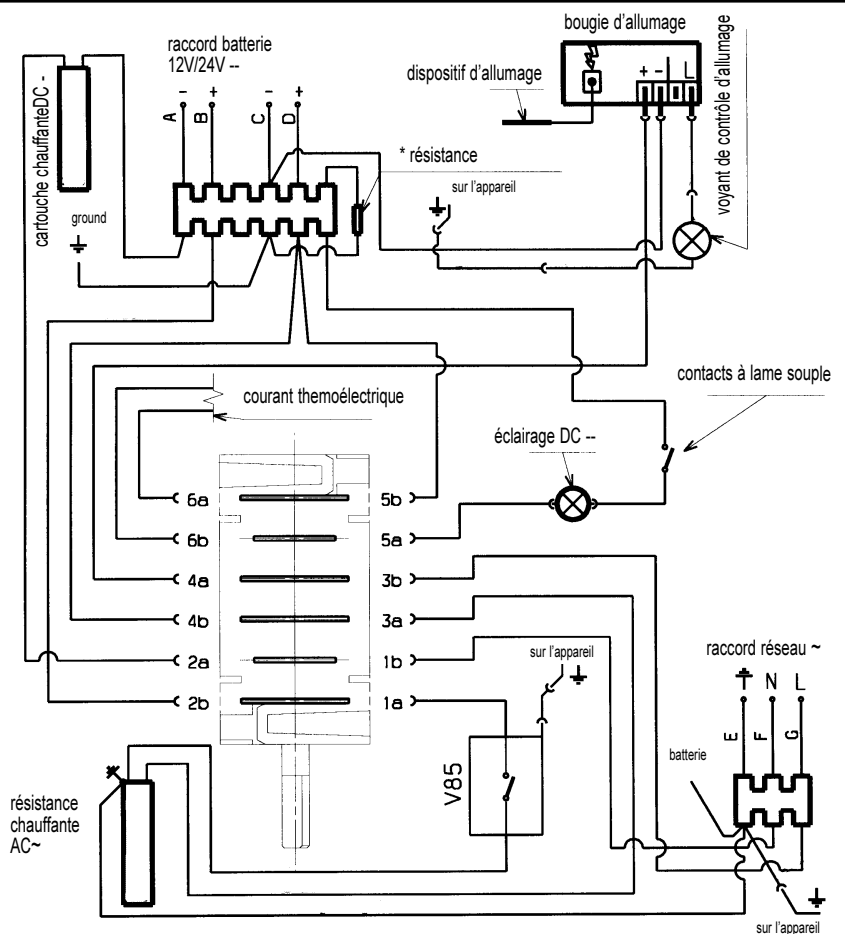 bougie d'allumage
raccord batterie
12V/24V --
dispositif d'allumage
+ - L
cartouche chauffanteDC -
- + - +
A B C D
voyant de contrôle d'allumage
* résistance
sur l'appareil
ground
contacts à lame souple
courant themoélectrique
éclairage DC --
6a 5b
6b 5a
4a 3b
4b 3a
2a 1b
2b 1a
sur l'appareil
raccord réseau ~
N L
E F G
batterie
V85
résistance
chauffante
AC~
sur l'appareil